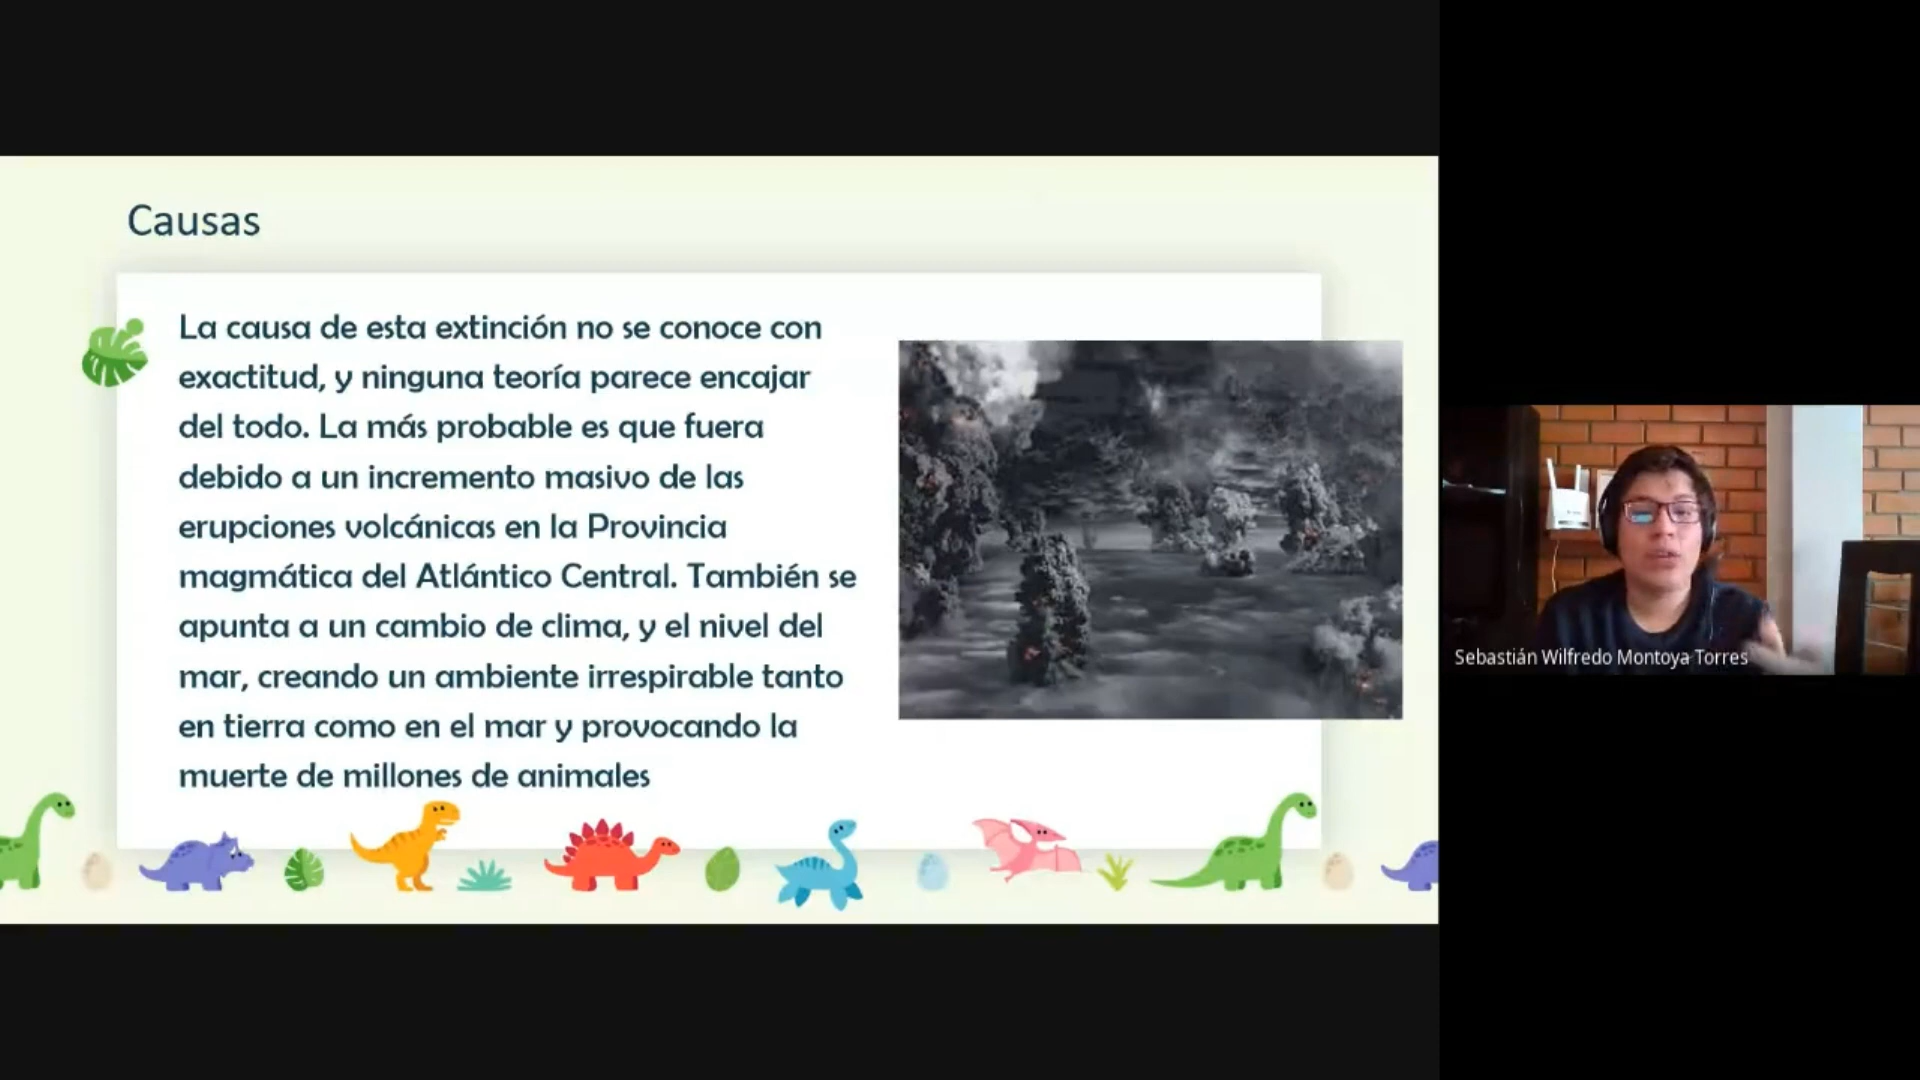 Causas
La causa de esta extinción no se conoce con
exactitud, y ninguna teoría parece encajar
del todo. La más probable es que fuera
debido a un incremento masivo de las
erupciones volcánicas en la Provincia
magmática del Atlántico Central. También se
apunta a un cambio de clima, y el nivel del
mar, creando un ambiente irrespirable tanto
en tierra como en el mar y provocando la
muerte de millones de animales
Sebastián Wilfredo Montoya Torres